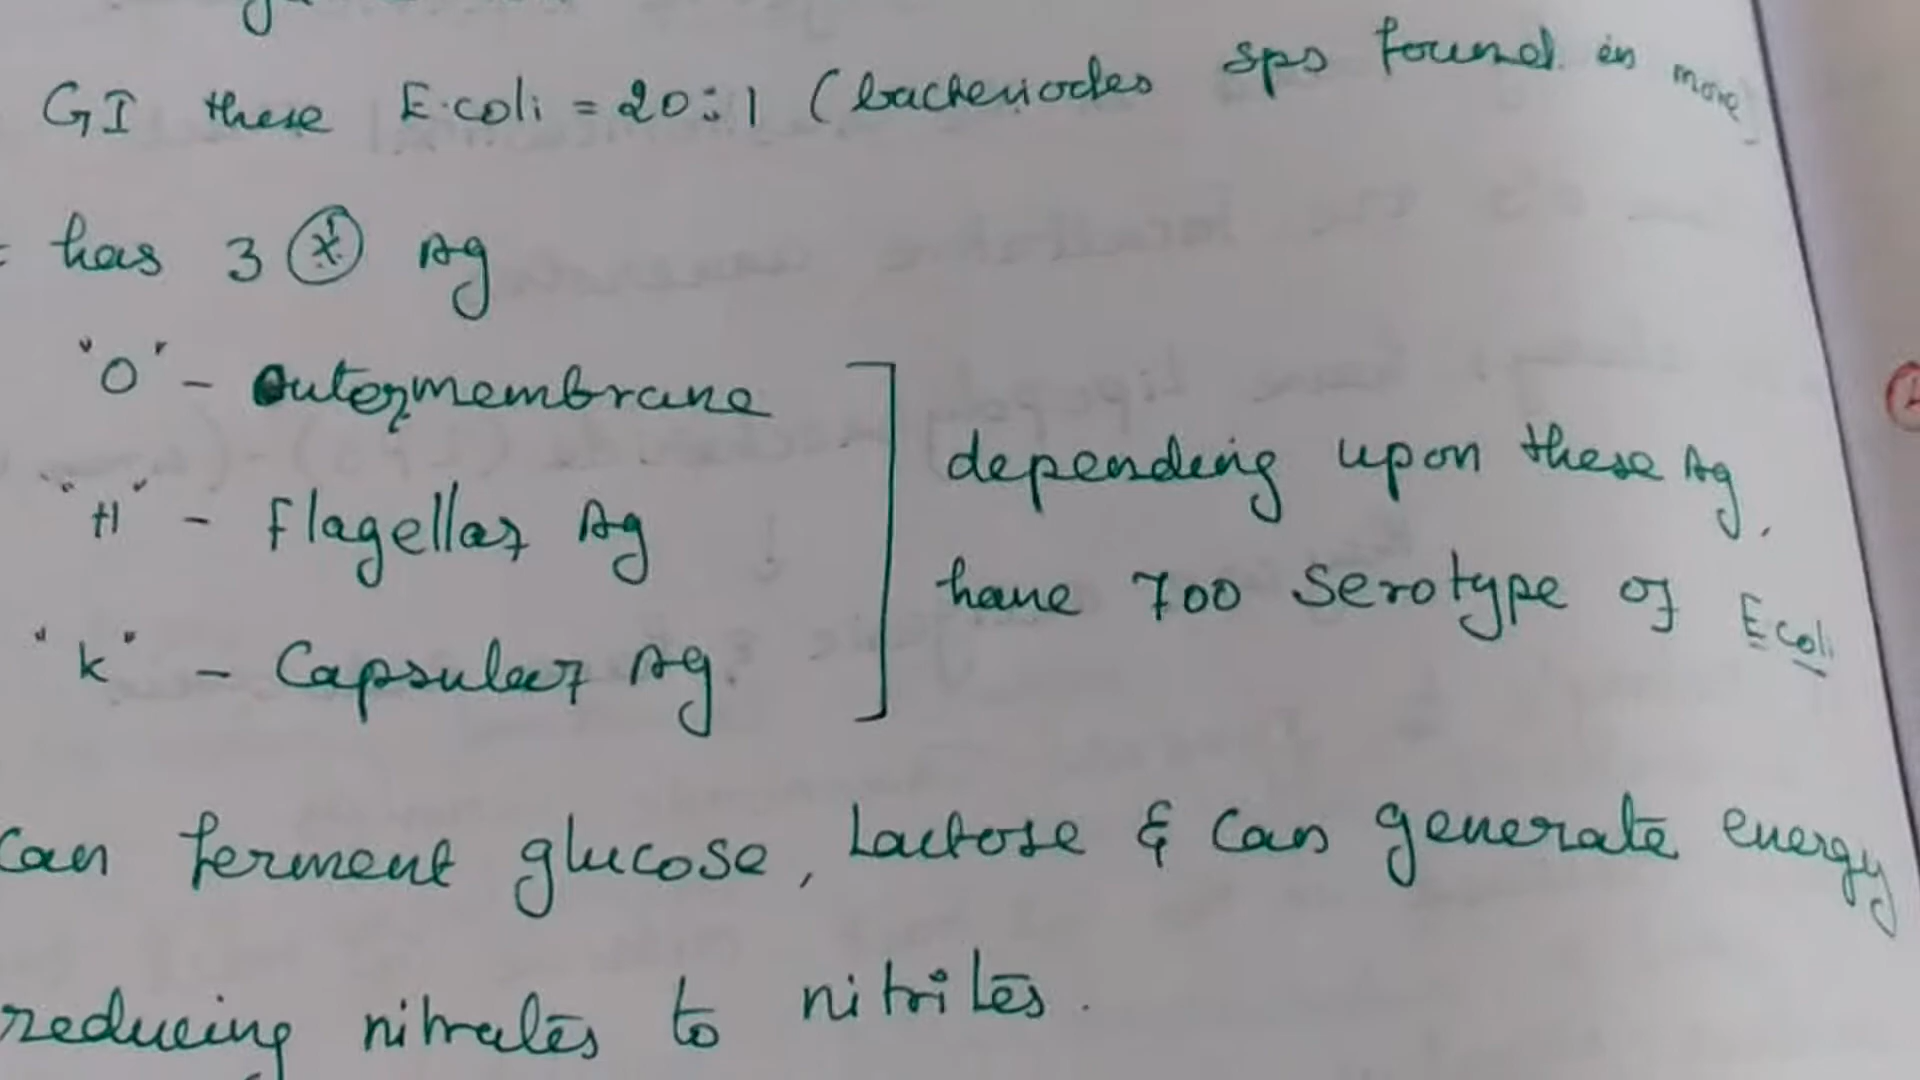 GI these E.coli = 20:1 (bacteriodes sps found in more)
has 3 * Ag
"O" - Outermembrane
"H" - Flagellar Ag
"K" - Capsular Ag.
depending upon these Ag,
have 700 Serotype of E coli
Can ferment glucose, Lactose & Can generate energy
reducing nitrates to nitrites.